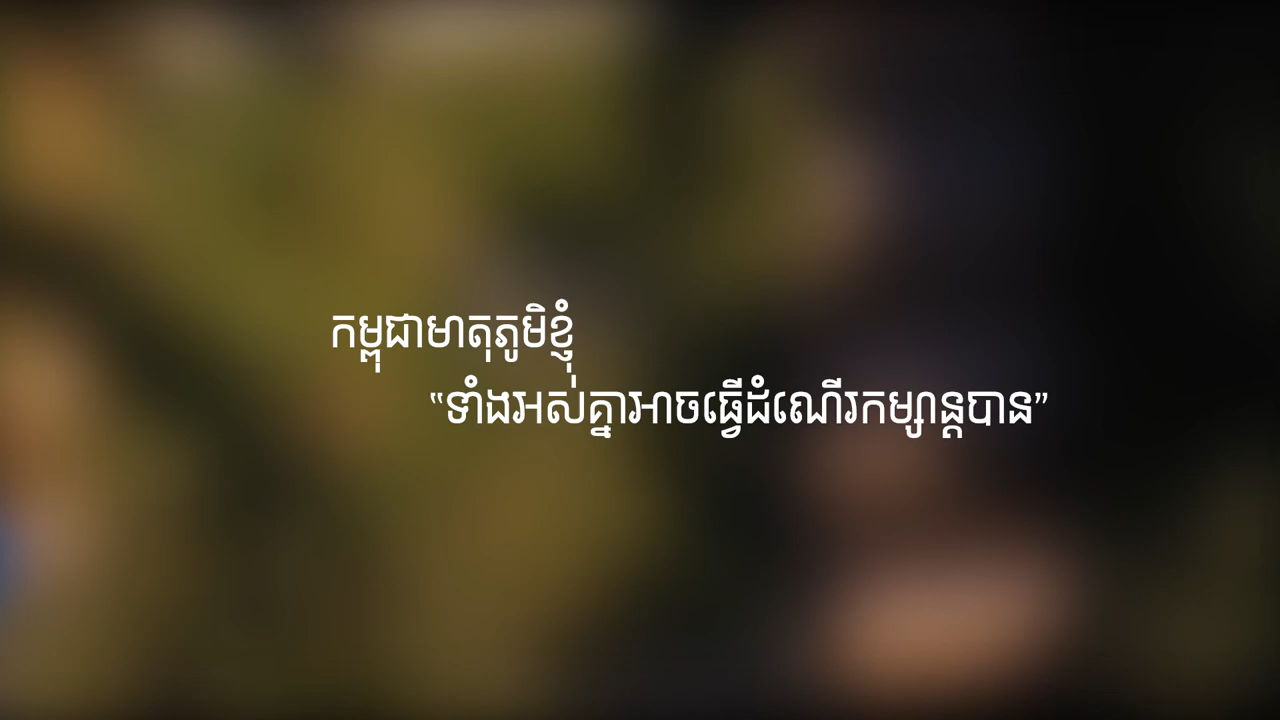 កម្ពុជាមាតុភូមិខ្ញុំ
“ទាំងអស់គ្នាអាចធ្វើដំណើរកម្សាន្តបាន”